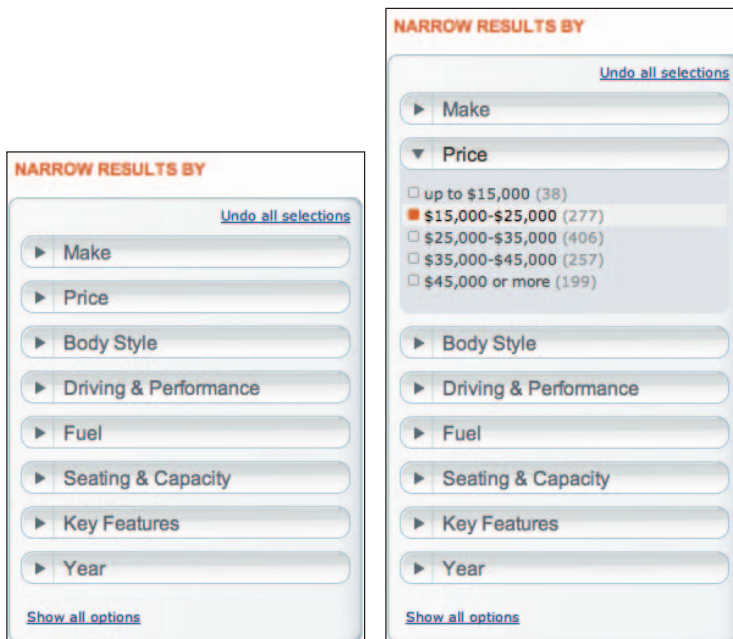 NARROW RESULTS BY
Undo all selections
Make
Price
Body Style
Driving & Performance
Fuel
Seating & Capacity
Key Features
Year
Show all options
NARROW RESULTS BY
Undo all selections
Make
Price
up to $15,000 (38)
$15,000-$25,000 (277)
$25,000-$35,000 (406)
$35,000-$45,000 (257)
$45,000 or more (199)
Body Style
Driving & Performance
Fuel
Seating & Capacity
Key Features
Year
Show all options